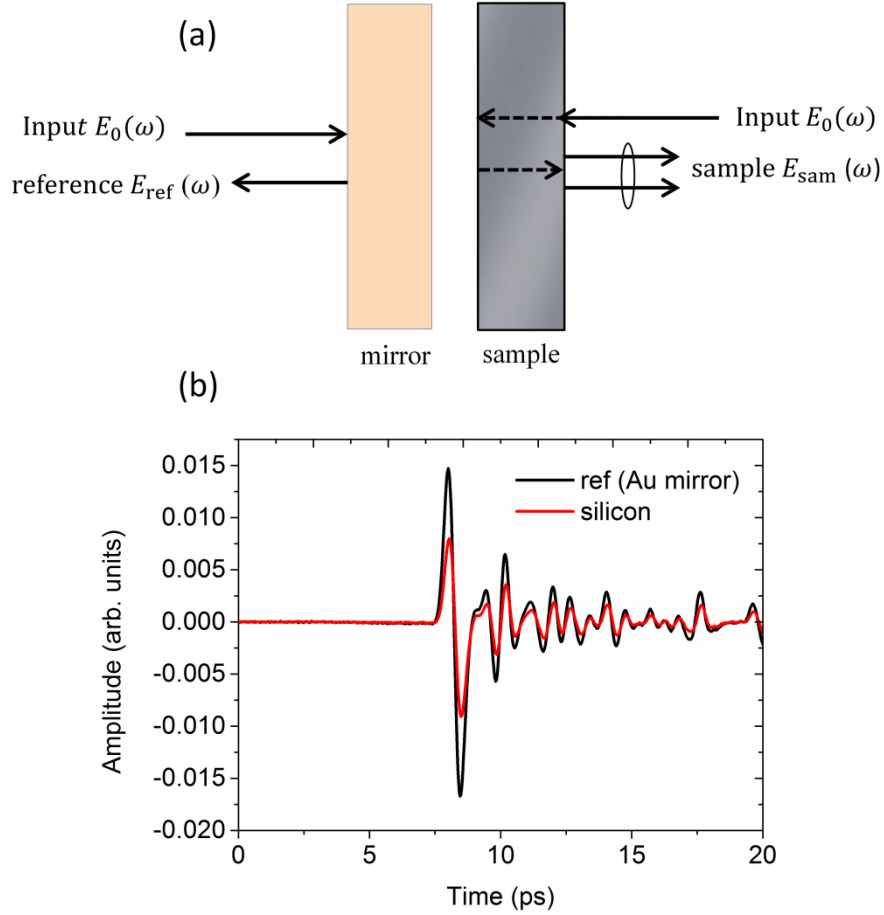 (a)
Input E₀(ω)
reference E_ref (ω)
Input E₀(ω)
sample E_sam (ω)
mirror
sample
(b)
ref (Au mirror)
silicon
0.015
0.010
0.005
0.000
-0.005
-0.010
-0.015
-0.020
Amplitude (arb. units)
0 5 10 15 20
Time (ps)